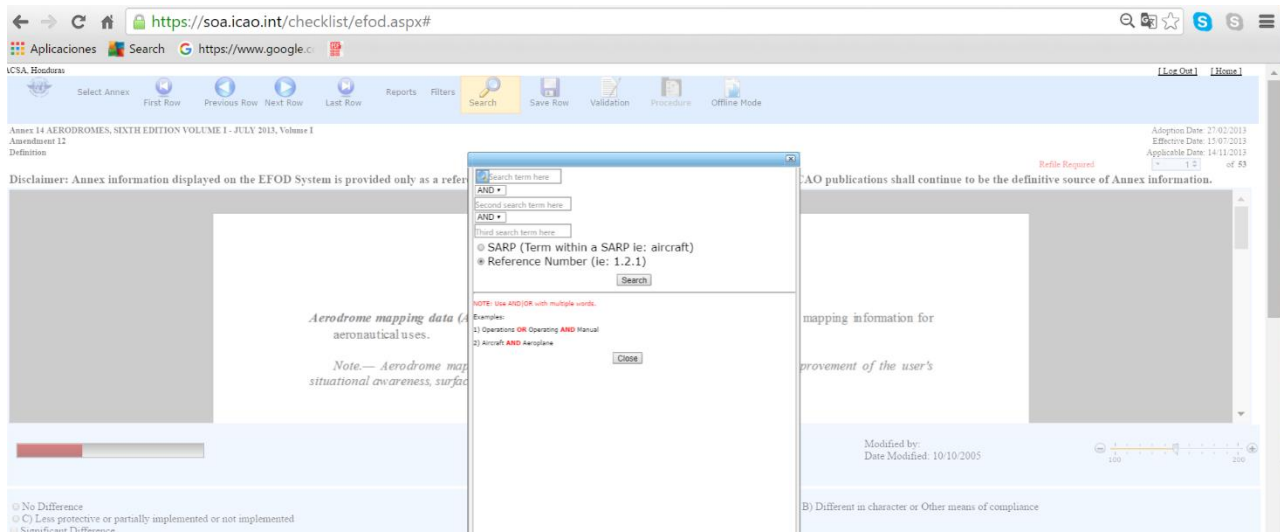 https://soa.icao.int/checklist/efod.aspx#
Aplicaciones Search https://www.google.c
ACSA, Honduras
[ Log Out ] [ Home ]
Select Annex First Row Previous Row Next Row Last Row Reports Filters Search Save Row Validation Procedure Offline Mode
Annex 14 AERODROMES, SIXTH EDITION VOLUME I - JULY 2013, Volume I
Amendment 12
Definition
Adoption Date: 27/02/2013
Effective Date: 15/07/2013
Applicable Date: 14/11/2013
Refile Required 1 of 53
Disclaimer: Annex information displayed on the EFOD System is provided only as a refer
CAO publications shall continue to be the definitive source of Annex information.
Search term here
AND
Second search term here
AND
Third search term here
SARP (Term within a SARP ie: aircraft)
Reference Number (ie: 1.2.1)
Search
NOTE: Use AND/OR with multiple words.
Examples:
1) Operations OR Operating AND Manual
2) Aircraft AND Aeroplane
Close
Aerodrome mapping data (A
mapping information for
aeronautical uses.
Note.— Aerodrome map
provement of the user's
situational awareness, surfac
Modified by:
Date Modified: 10/10/2005
100 200
No Difference
B) Different in character or Other means of compliance
C) Less protective or partially implemented or not implemented
Significant Difference